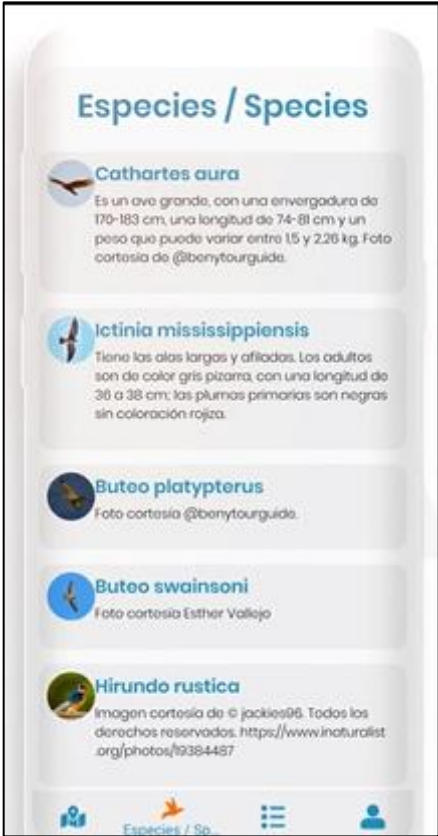 Especies / Species
Cathartes aura
Es un ave grande, con una envergadura de
170-183 cm, una longitud de 74-81 cm y un
peso que puede variar entre 1,5 y 2,26 kg. Foto
cortesía de @benytourguide.
Ictinia mississippiensis
Tiene las alas largas y afiladas. Los adultos
son de color gris pizarra, con una longitud de
36 a 38 cm; las plumas primarias son negras
sin coloración rojiza.
Buteo platypterus
Foto cortesía @benytourguide.
Buteo swainsoni
Foto cortesía Esther Vallejo
Hirundo rustica
Imagen cortesía de © jackies96. Todos los
derechos reservados. https://www.inaturalist
.org/photos/19384487
Especies / Sp...